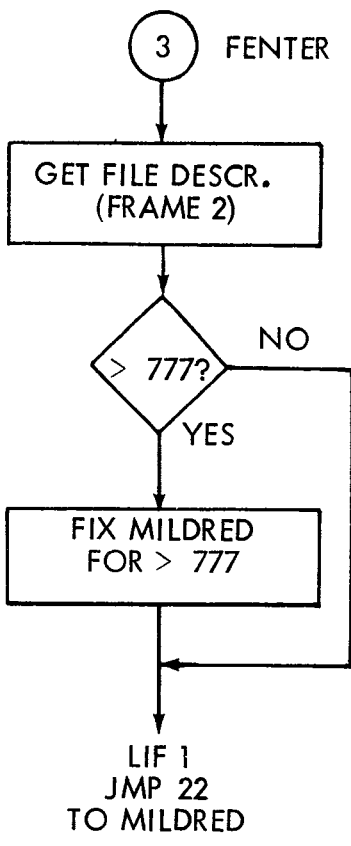 3 FENTER
GET FILE DESCR.
(FRAME 2)
> 777?
NO
YES
FIX MILDRED
FOR > 777
LIF 1
JMP 22
TO MILDRED